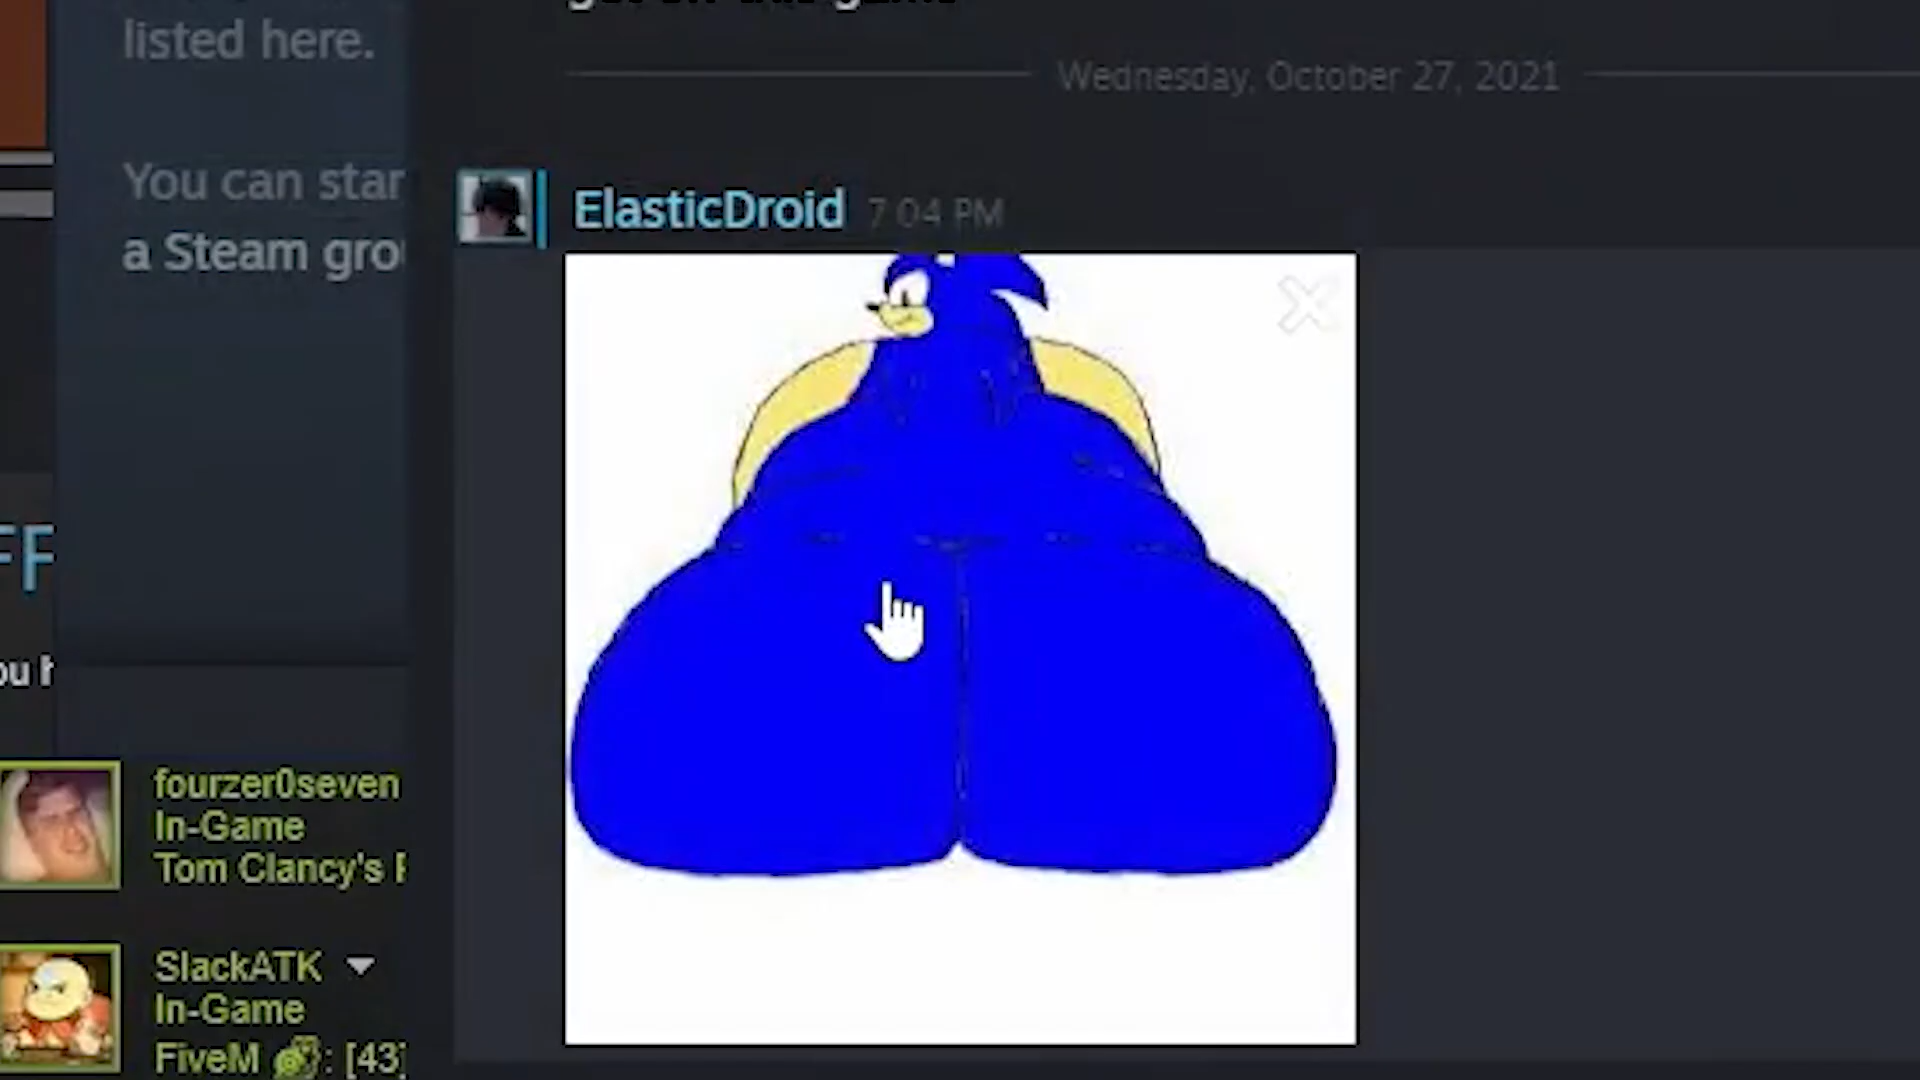 listed here.
You can star
a Steam gro
Wednesday, October 27, 2021
ElasticDroid 7:04 PM
FF
ou h
fourzer0seven
In-Game
Tom Clancy's
SlackATK
In-Game
FiveM : [43]